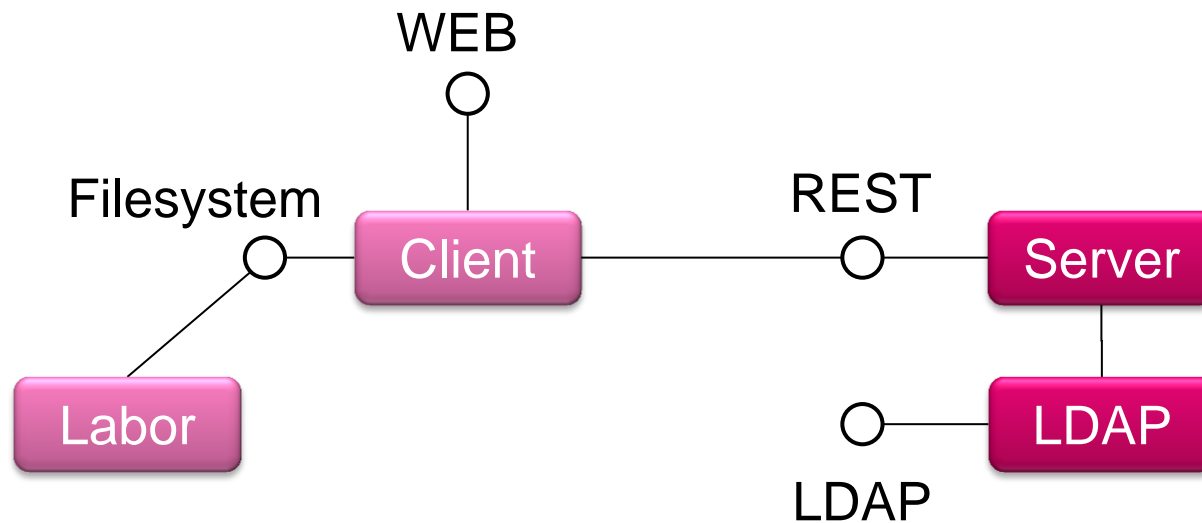 WEB
Filesystem
REST
Client
Server
Labor
LDAP
LDAP